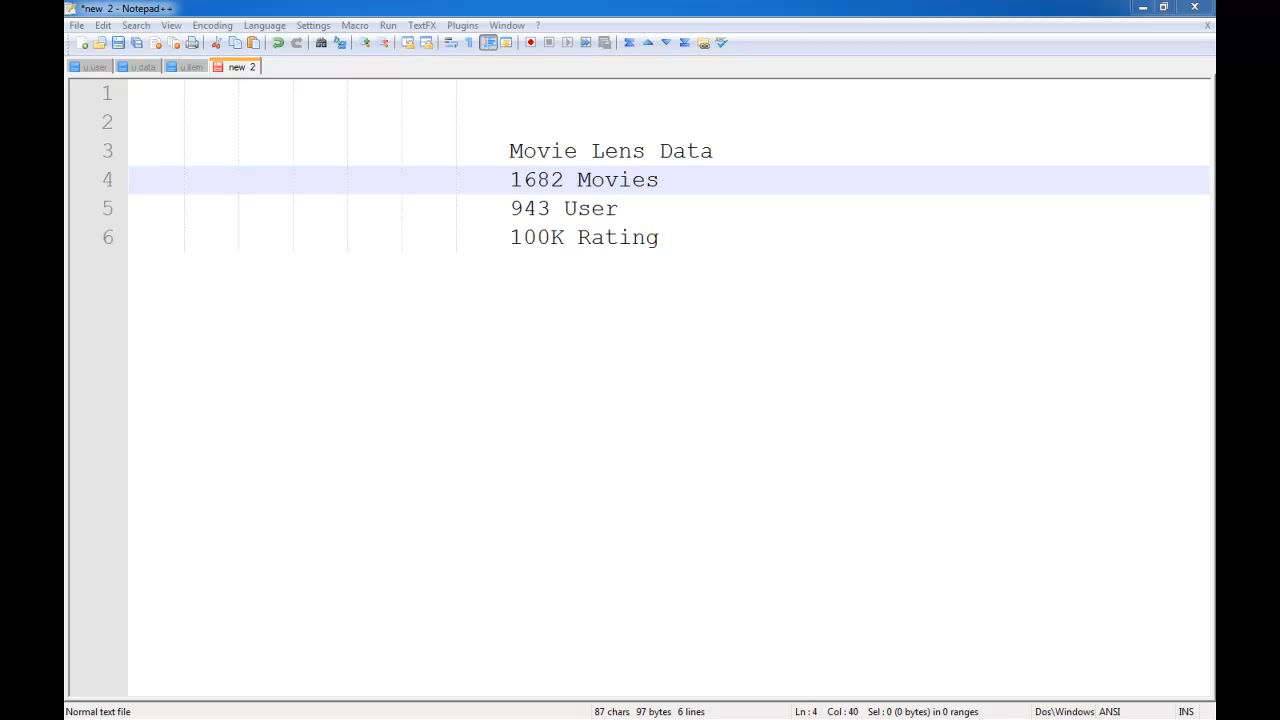 *new 2 - Notepad++
File Edit Search View Encoding Language Settings Macro Run TextFX Plugins Window ? X
u.user u.data u.item new 2
1
2
3 Movie Lens Data
4 1682 Movies
5 943 User
6 100K Rating
Normal text file 87 chars 97 bytes 6 lines Ln : 4 Col : 40 Sel : 0 (0 bytes) in 0 ranges Dos\Windows ANSI INS